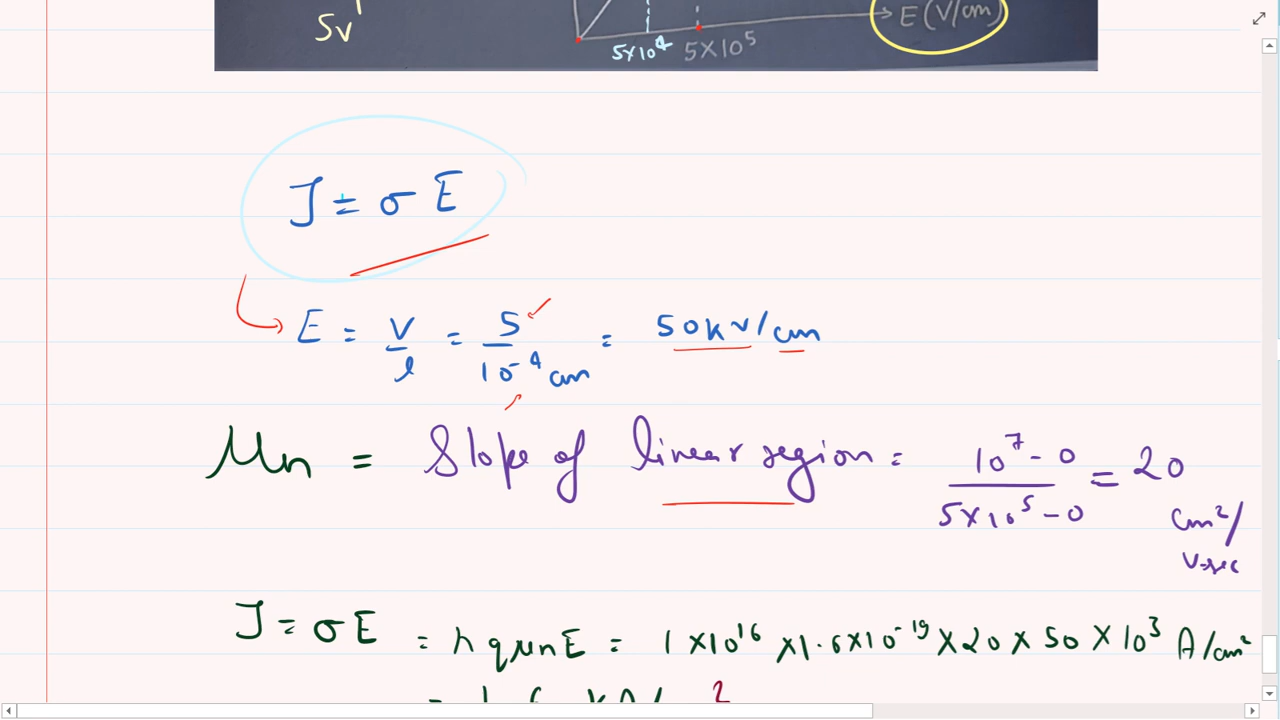 5v
E (V/cm)
5×10⁴ 5×10⁵
J = σ E
E = V/l = 5/10⁻⁴ cm = 50kv/cm
μn = Slope of linear region = (10⁷ - 0)/(5×10⁵ - 0) = 20 cm²/v-sec
J = σE = n q μn E = 1×10¹⁶ ×1.6×10⁻¹⁹ ×20 × 50 × 10³ A/cm²